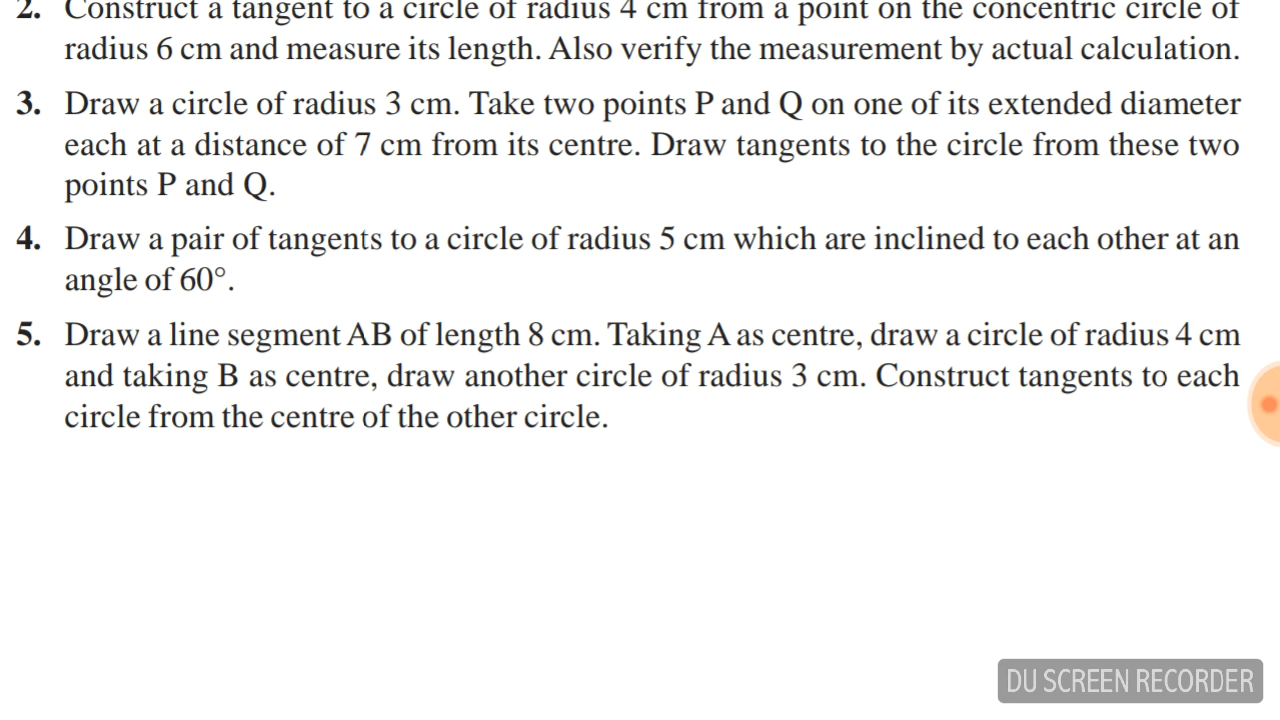 2. Construct a tangent to a circle of radius 4 cm from a point on the concentric circle of
radius 6 cm and measure its length. Also verify the measurement by actual calculation.
3. Draw a circle of radius 3 cm. Take two points P and Q on one of its extended diameter
each at a distance of 7 cm from its centre. Draw tangents to the circle from these two
points P and Q.
4. Draw a pair of tangents to a circle of radius 5 cm which are inclined to each other at an
angle of 60°.
5. Draw a line segment AB of length 8 cm. Taking A as centre, draw a circle of radius 4 cm
and taking B as centre, draw another circle of radius 3 cm. Construct tangents to each
circle from the centre of the other circle.
DU SCREEN RECORDER